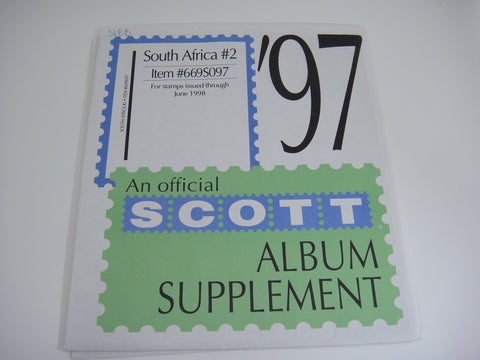 South Africa #2
Item #669S097
For stamps issued through
June 1998
'97
An official
SCOTT
ALBUM
SUPPLEMENT